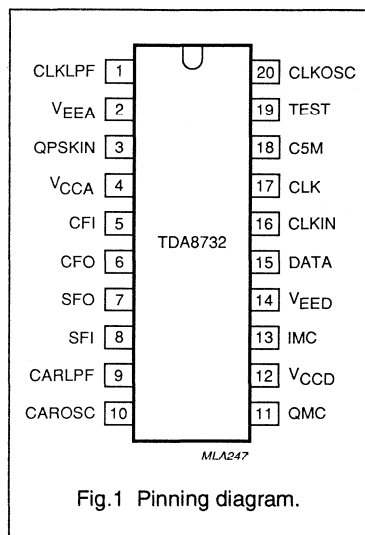 CLKLPF 1 20 CLKOSC
VEEA 2 19 TEST
QPSKIN 3 18 C5M
VCCA 4 17 CLK
CFI 5 16 CLKIN
TDA8732
CFO 6 15 DATA
SFO 7 14 VEED
SFI 8 13 IMC
CARLPF 9 12 VCCD
CAROSC 10 11 QMC
MLA247
Fig.1 Pinning diagram.